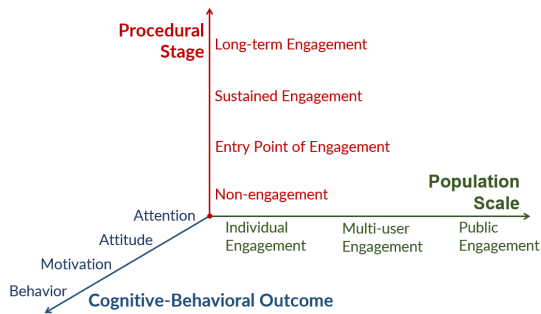 Procedural
Stage
Long-term Engagement
Sustained Engagement
Entry Point of Engagement
Non-engagement
Population
Scale
Individual
Engagement
Multi-user
Engagement
Public
Engagement
Attention
Attitude
Motivation
Behavior
Cognitive-Behavioral Outcome